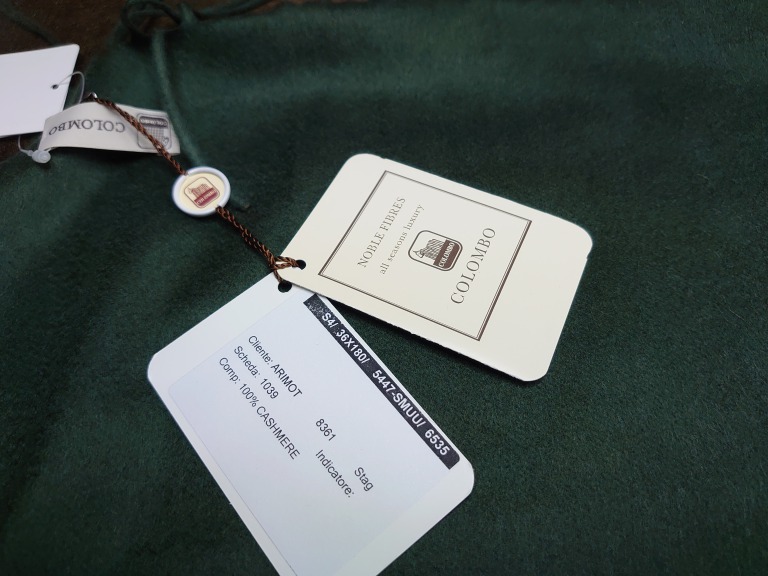 COLOMBO
NOBLE FIBRES
all seasons luxury
COLOMBO
COLOMBO
S4/ 36X180/ 5447-SMUU/ 6535
Cliente: ARIMOT 8361 Stag
Scheda: 1039 Indicatore:
Comp: 100% CASHMERE